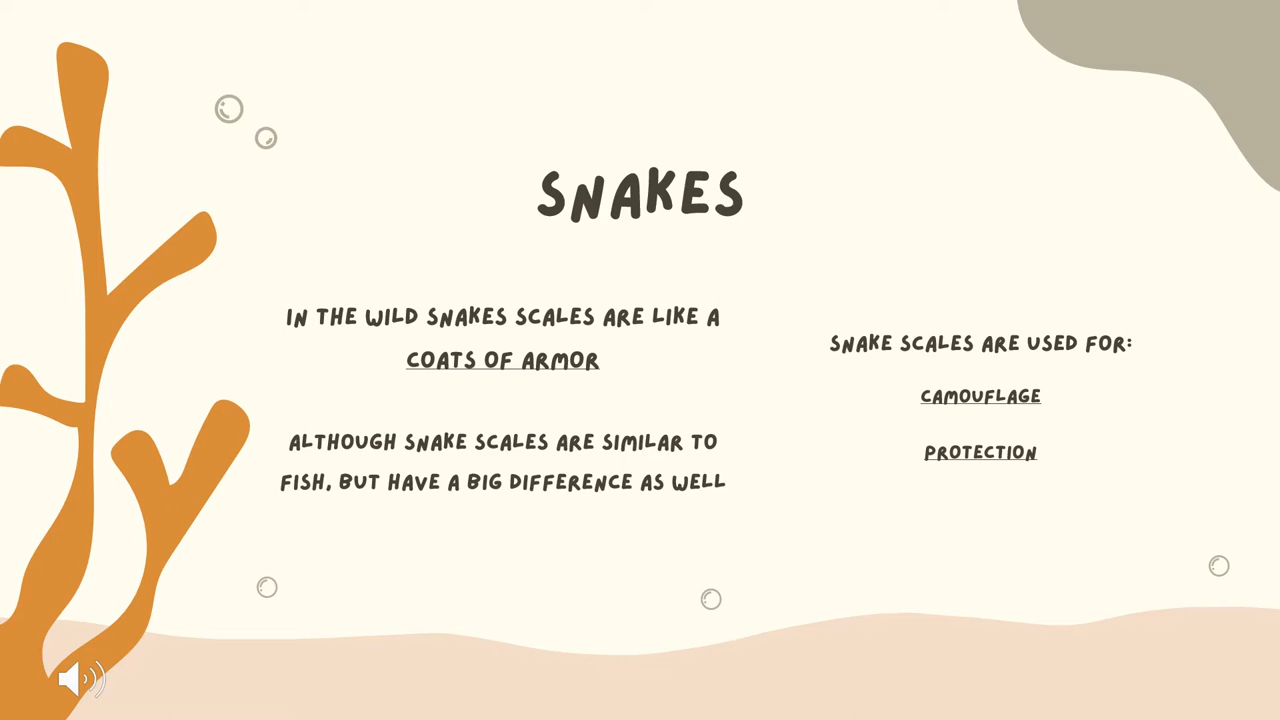 SNAKES
IN THE WILD SNAKES SCALES ARE LIKE A
COATS OF ARMOR
ALTHOUGH SNAKE SCALES ARE SIMILAR TO
FISH, BUT HAVE A BIG DIFFERENCE AS WELL
SNAKE SCALES ARE USED FOR:
CAMOUFLAGE
PROTECTION